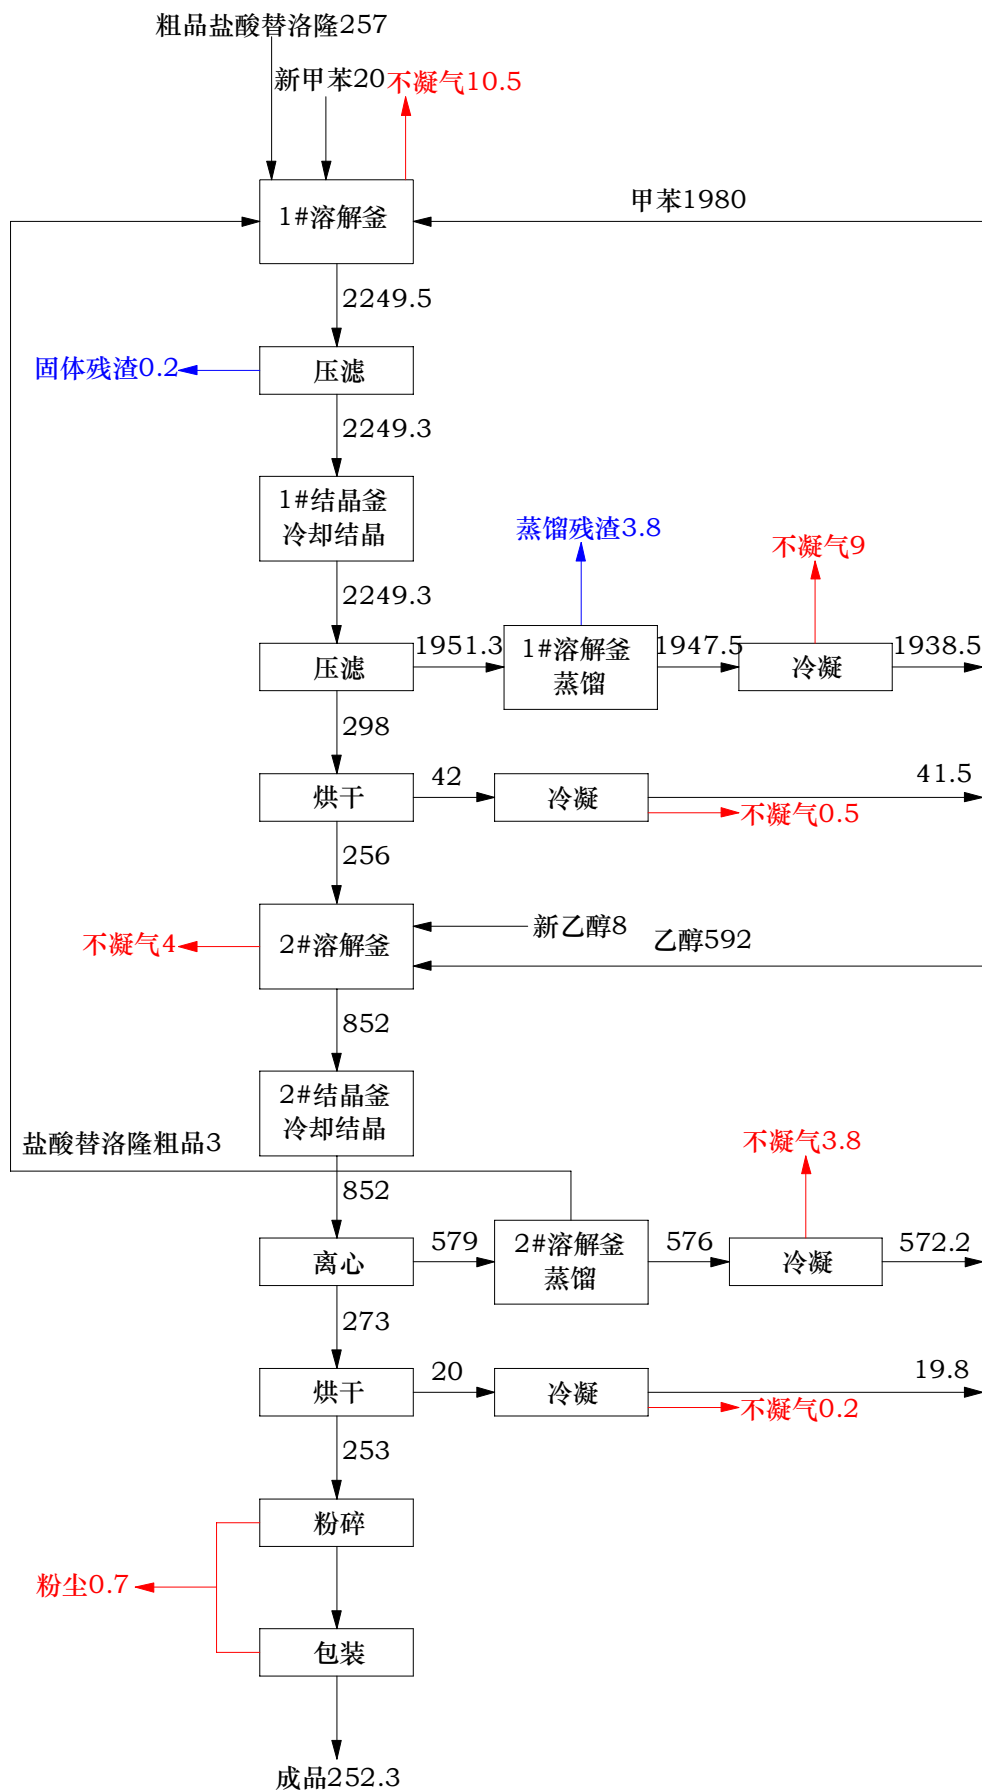 粗品盐酸替洛隆257
新甲苯20
不凝气10.5
1#溶解釜
甲苯1980
2249.5
固体残渣0.2
压滤
2249.3
1#结晶釜
冷却结晶
蒸馏残渣3.8
不凝气9
2249.3
压滤
1951.3
1#溶解釜
蒸馏
1947.5
冷凝
1938.5
298
烘干
42
冷凝
41.5
不凝气0.5
256
不凝气4
2#溶解釜
新乙醇8
乙醇592
852
2#结晶釜
冷却结晶
盐酸替洛隆粗品3
不凝气3.8
852
离心
579
2#溶解釜
蒸馏
576
冷凝
572.2
273
烘干
20
冷凝
19.8
不凝气0.2
253
粉碎
粉尘0.7
包装
成品252.3